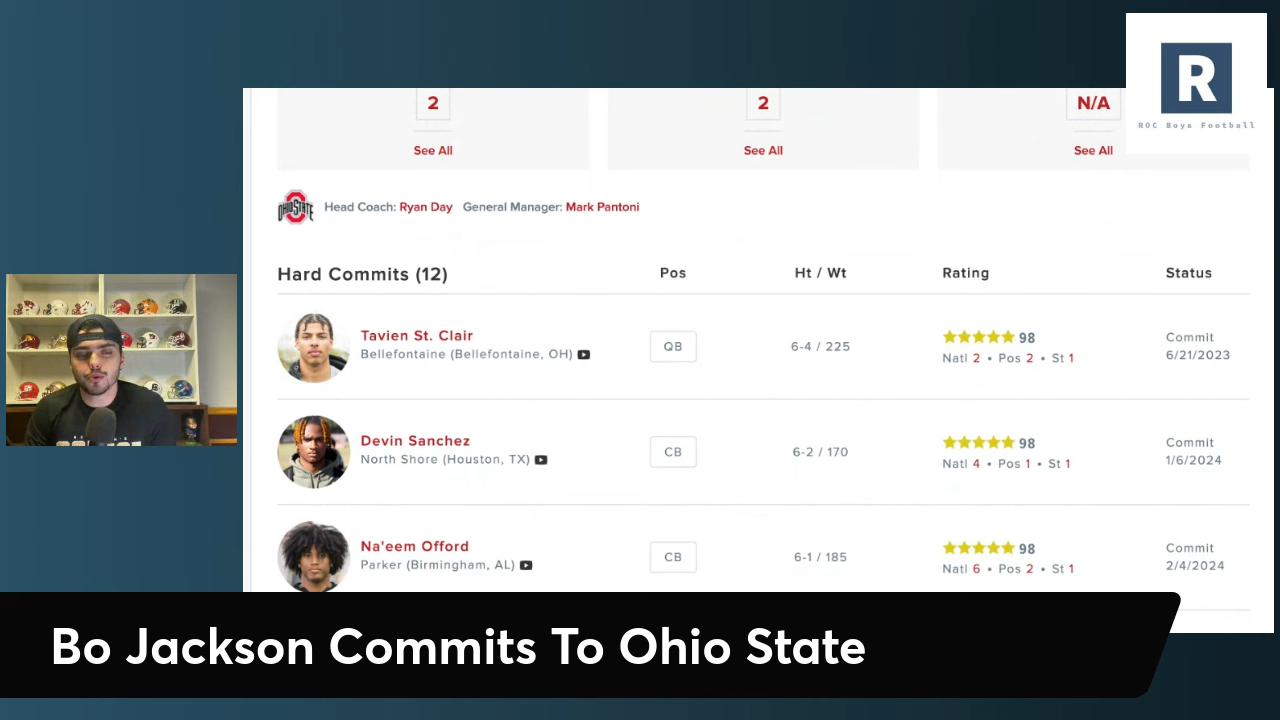 2
2
N/A
See All
See All
See All
R
ROC Boys Football
OHIO STATE
Head Coach: Ryan Day General Manager: Mark Pantoni
Hard Commits (12)
Pos
Ht / Wt
Rating
Status
Tavien St. Clair
Bellefontaine (Bellefontaine, OH)
QB
6-4 / 225
98
Natl 2 • Pos 2 • St 1
Commit
6/21/2023
Devin Sanchez
North Shore (Houston, TX)
CB
6-2 / 170
98
Natl 4 • Pos 1 • St 1
Commit
1/6/2024
Na'eem Offord
Parker (Birmingham, AL)
CB
6-1 / 185
98
Natl 6 • Pos 2 • St 1
Commit
2/4/2024
Bo Jackson Commits To Ohio State